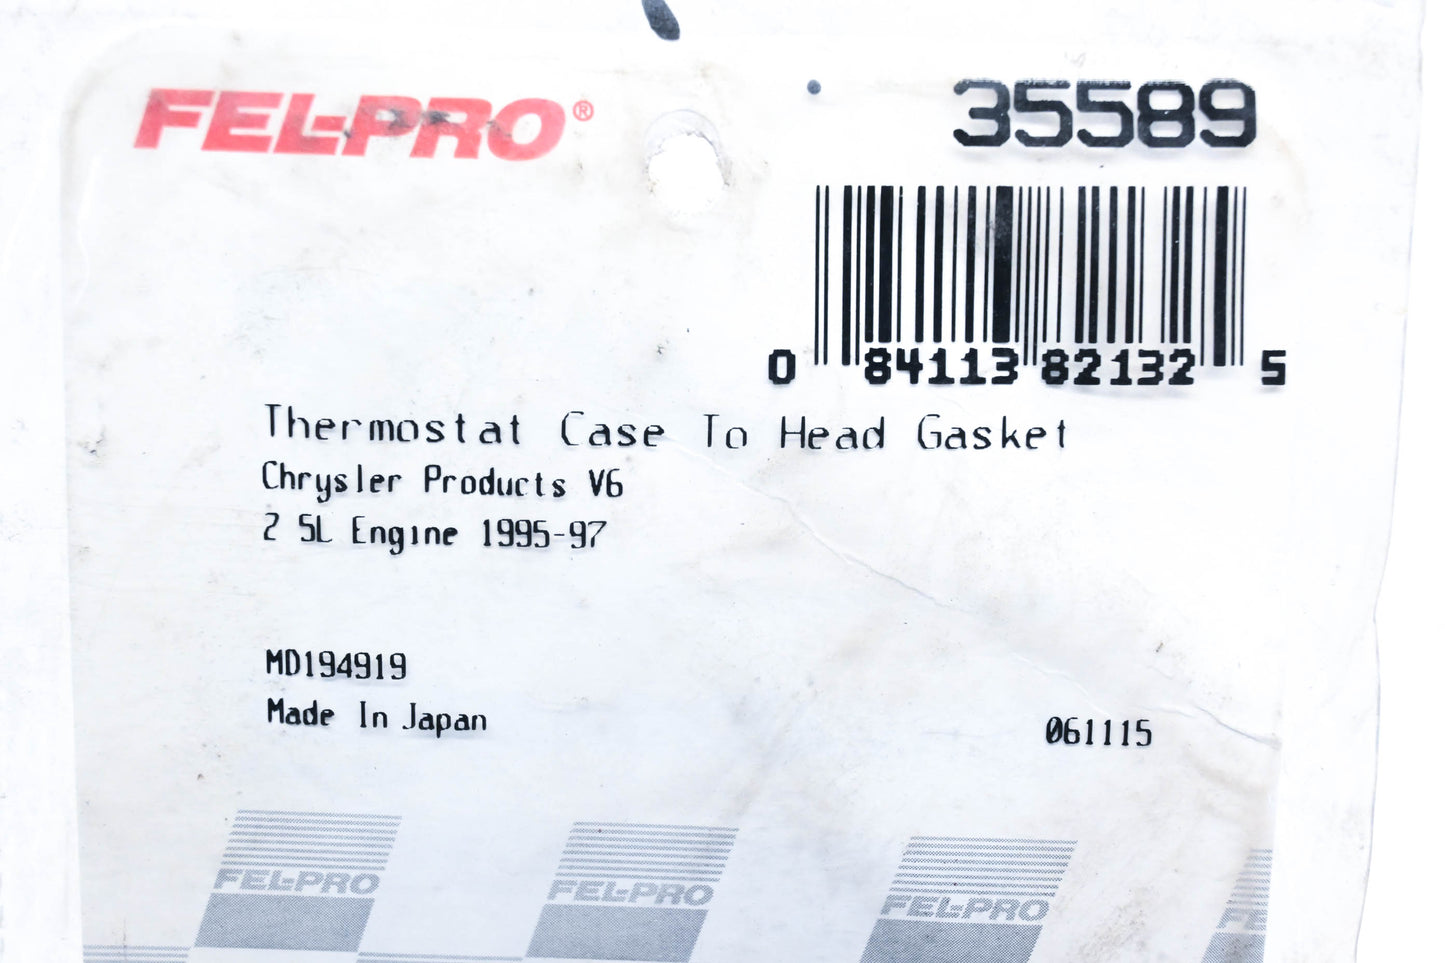 FEL-PRO®
35589
0 84113 82132 5
Thermostat Case To Head Gasket
Chrysler Products V6
2 5L Engine 1995-97
MD194919
Made In Japan
061115
FEL-PRO FEL-PRO FEL-PRO FE